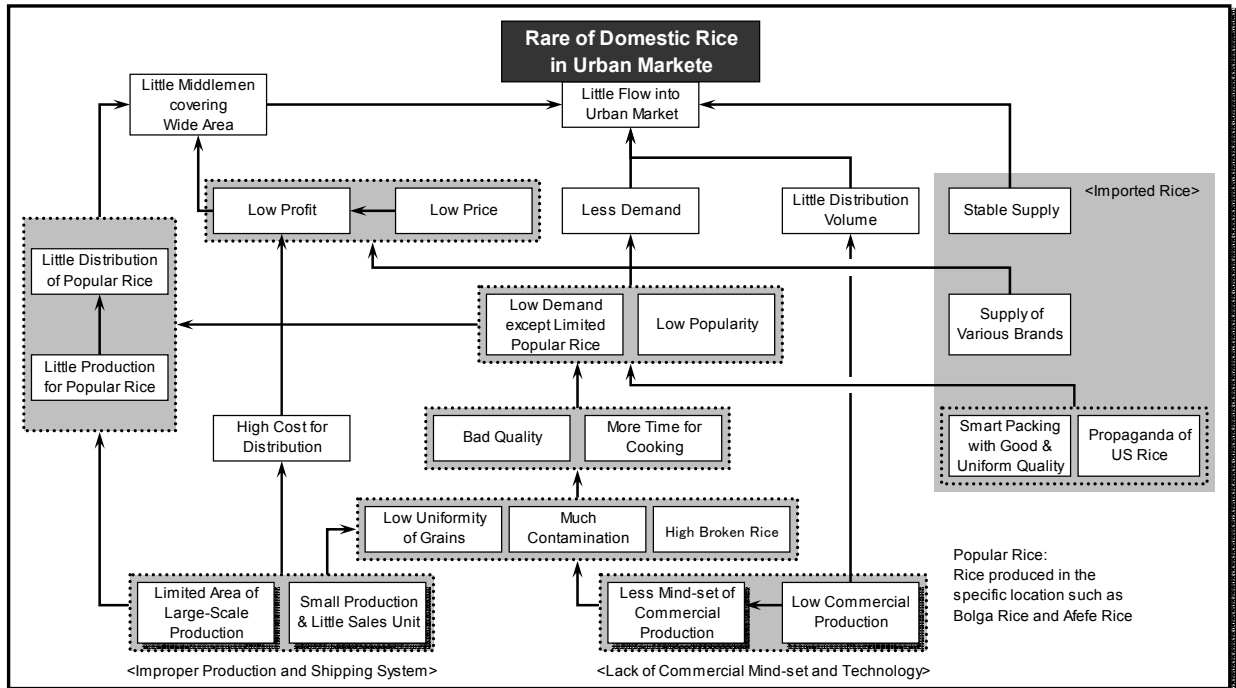 Rare of Domestic Rice
in Urban Markete
Little Middlemen
covering
Wide Area
Little Flow into
Urban Market
<Imported Rice>
Low Profit
Low Price
Less Demand
Little Distribution
Volume
Stable Supply
Little Distribution
of Popular Rice
Low Demand
except Limited
Popular Rice
Low Popularity
Supply of
Various Brands
Little Production
for Popular Rice
High Cost for
Distribution
Bad Quality
More Time for
Cooking
Smart Packing
with Good &
Uniform Quality
Propaganda of
US Rice
Low Uniformity
of Grains
Much
Contamination
High Broken Rice
Popular Rice:
Rice produced in the
specific location such as
Bolga Rice and Afefe Rice
Limited Area of
Large-Scale
Production
Small Production
& Little Sales Unit
Less Mind-set of
Commercial
Production
Low Commercial
Production
<Improper Production and Shipping System>
<Lack of Commercial Mind-set and Technology>